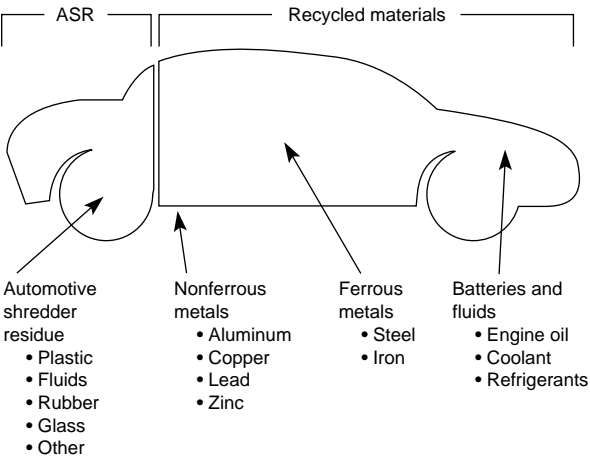 ASR
Recycled materials
Automotive
shredder
residue
• Plastic
• Fluids
• Rubber
• Glass
• Other
Nonferrous
metals
• Aluminum
• Copper
• Lead
• Zinc
Ferrous
metals
• Steel
• Iron
Batteries and
fluids
• Engine oil
• Coolant
• Refrigerants